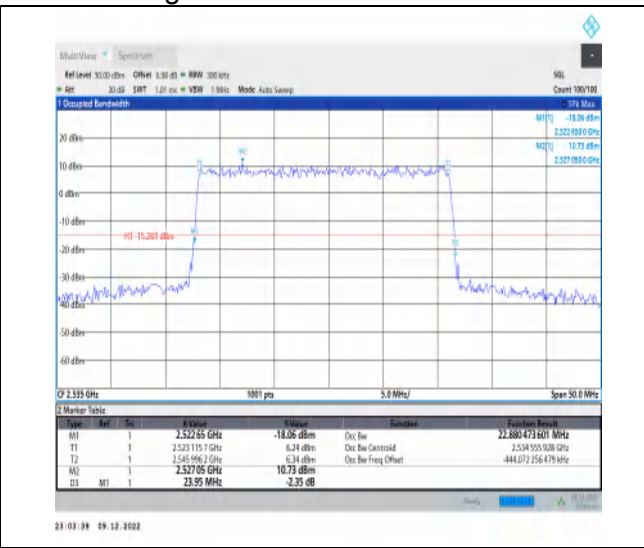 MultiView Spectrum
Ref Level 30.00 dBm Offset RBW 300 kHz SGL
Att 30 dB SWT 1.01 ms VBW 1 MHz Mode Auto Sweep Count 100/100
1 Occupied Bandwidth 1Pk Max
M1[1] -18.06 dBm
2.522 650 0 GHz
20 dBm
M2[1] 10.73 dBm
2.527 050 0 GHz
M2
10 dBm
T1
0 dBm
-10 dBm
M1
H1 -15.269 dBm
D3
-20 dBm
-30 dBm
-40 dBm
-50 dBm
-60 dBm
CF 2.535 GHz 1001 pts 5.0 MHz/ Span 50.0 MHz
2 Marker Table
Type Ref Trc X-Value Y-Value Function Function Result
M1 1 2.522 65 GHz -18.06 dBm Occ Bw 22.880 473 601 MHz
T1 1 2.523 115 7 GHz 6.24 dBm Occ Bw Centroid 2.534 555 928 GHz
T2 1 2.545 996 2 GHz 6.34 dBm Occ Bw Freq Offset -444.072 256 479 kHz
M2 1 2.527 05 GHz 10.73 dBm
D3 M1 1 23.95 MHz -2.35 dB
Ready
23:03:39 09.12.2022